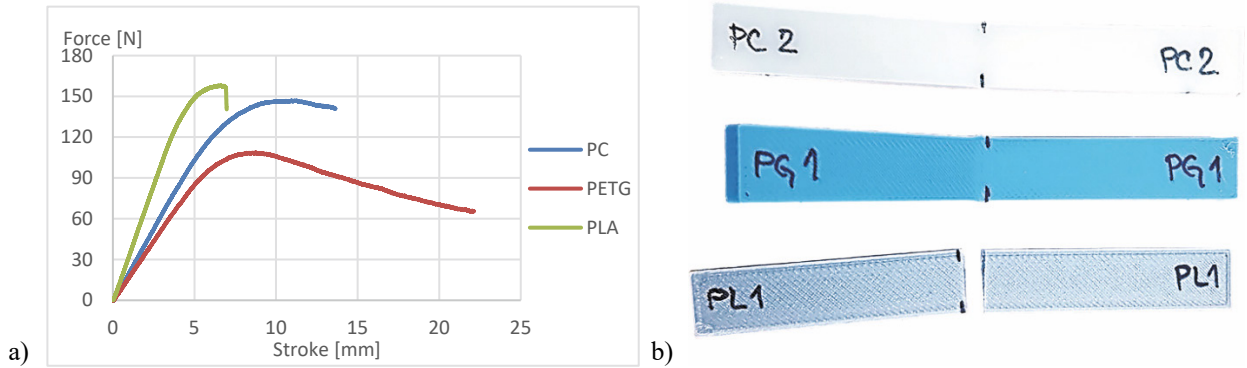 Force [N]
180
150
120
90
60
30
0
0 5 10 15 20 25
Stroke [mm]
PC
PETG
PLA
a)
PC 2 PC 2
PG 1 PG 1
PL1 PL1
b)